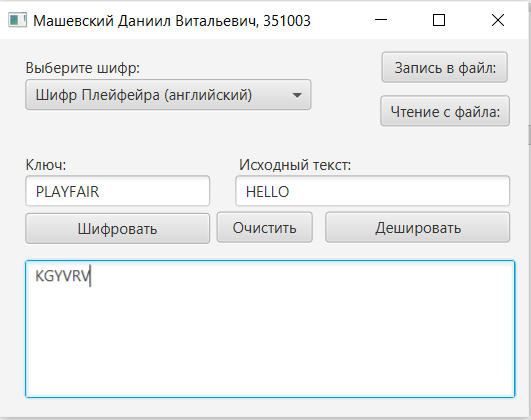 Машевский Даниил Витальевич, 351003
Выберите шифр:
Запись в файл:
Шифр Плейфейра (английский)
Чтение с файла:
Ключ:
Исходный текст:
PLAYFAIR
HELLO
Шифровать
Очистить
Дешировать
KGYVRV